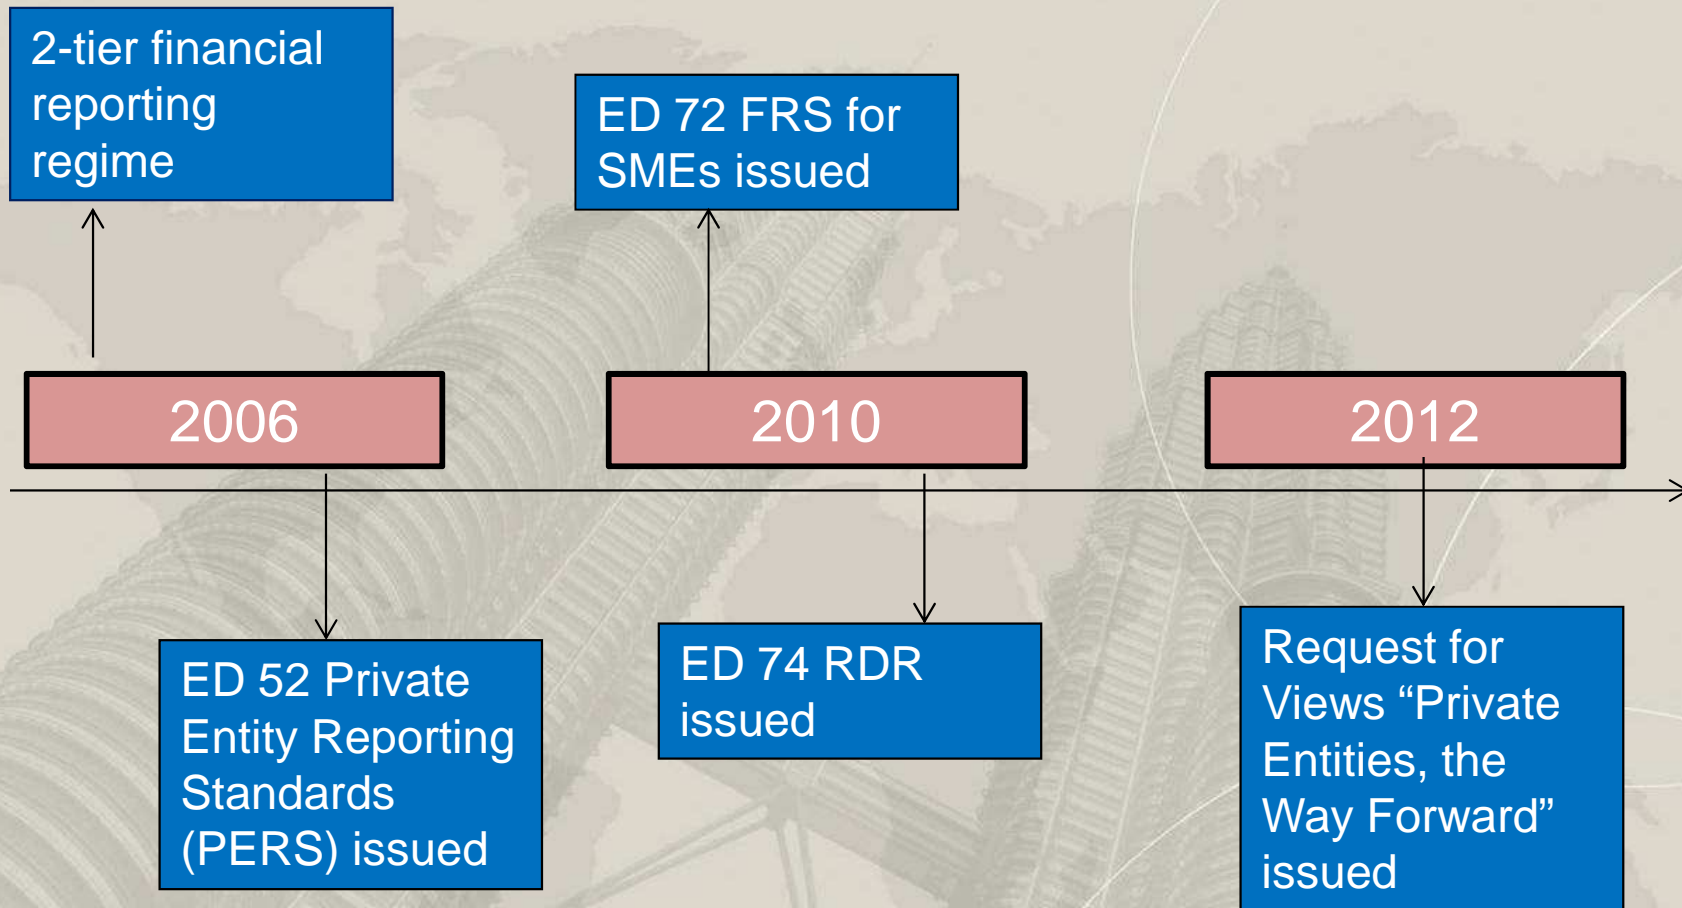 2-tier financial
reporting
regime
ED 72 FRS for
SMEs issued
2006
2010
2012
ED 52 Private
Entity Reporting
Standards
(PERS) issued
ED 74 RDR
issued
Request for
Views “Private
Entities, the
Way Forward”
issued